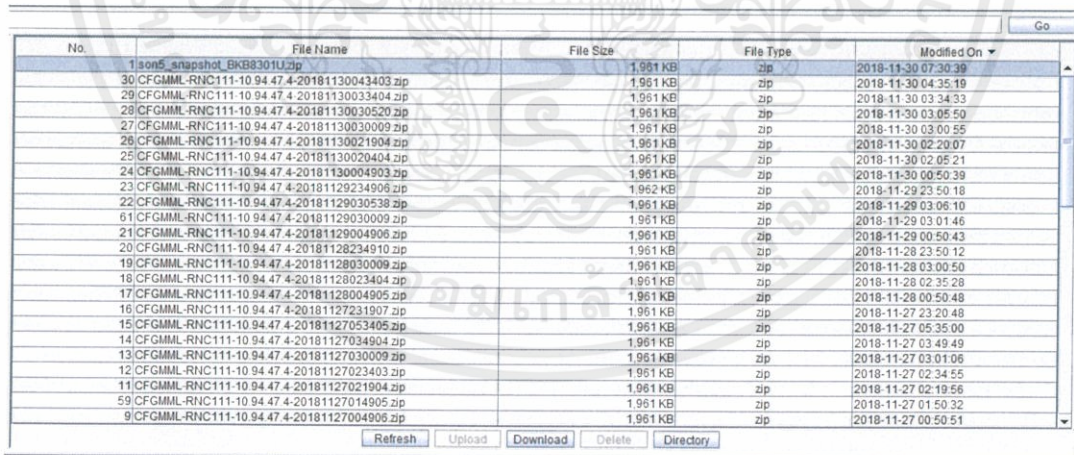 Go
No. File Name File Size File Type Modified On
1 son5_snapshot_BKB8301U.zip 1,961 KB zip 2018-11-30 07:30:39
30 CFGMML-RNC111-10.94.47.4-20181130043403.zip 1,961 KB zip 2018-11-30 04:35:19
29 CFGMML-RNC111-10.94.47.4-20181130033404.zip 1,961 KB zip 2018-11-30 03:34:33
28 CFGMML-RNC111-10.94.47.4-20181130030520.zip 1,961 KB zip 2018-11-30 03:05:50
27 CFGMML-RNC111-10.94.47.4-20181130030009.zip 1,961 KB zip 2018-11-30 03:00:55
26 CFGMML-RNC111-10.94.47.4-20181130021904.zip 1,961 KB zip 2018-11-30 02:20:07
25 CFGMML-RNC111-10.94.47.4-20181130020404.zip 1,961 KB zip 2018-11-30 02:05:21
24 CFGMML-RNC111-10.94.47.4-20181130004903.zip 1,961 KB zip 2018-11-30 00:50:39
23 CFGMML-RNC111-10.94.47.4-20181129234906.zip 1,962 KB zip 2018-11-29 23:50:18
22 CFGMML-RNC111-10.94.47.4-20181129030538.zip 1,961 KB zip 2018-11-29 03:06:10
61 CFGMML-RNC111-10.94.47.4-20181129030009.zip 1,961 KB zip 2018-11-29 03:01:46
21 CFGMML-RNC111-10.94.47.4-20181129004906.zip 1,961 KB zip 2018-11-29 00:50:43
20 CFGMML-RNC111-10.94.47.4-20181128234910.zip 1,961 KB zip 2018-11-28 23:50:12
19 CFGMML-RNC111-10.94.47.4-20181128030009.zip 1,961 KB zip 2018-11-28 03:00:50
18 CFGMML-RNC111-10.94.47.4-20181128023404.zip 1,961 KB zip 2018-11-28 02:35:28
17 CFGMML-RNC111-10.94.47.4-20181128004905.zip 1,961 KB zip 2018-11-28 00:50:48
16 CFGMML-RNC111-10.94.47.4-20181127231907.zip 1,961 KB zip 2018-11-27 23:20:48
15 CFGMML-RNC111-10.94.47.4-20181127053405.zip 1,961 KB zip 2018-11-27 05:35:00
14 CFGMML-RNC111-10.94.47.4-20181127034904.zip 1,961 KB zip 2018-11-27 03:49:49
13 CFGMML-RNC111-10.94.47.4-20181127030009.zip 1,961 KB zip 2018-11-27 03:01:06
12 CFGMML-RNC111-10.94.47.4-20181127023403.zip 1,961 KB zip 2018-11-27 02:34:55
11 CFGMML-RNC111-10.94.47.4-20181127021904.zip 1,961 KB zip 2018-11-27 02:19:56
59 CFGMML-RNC111-10.94.47.4-20181127014905.zip 1,961 KB zip 2018-11-27 01:50:32
9 CFGMML-RNC111-10.94.47.4-20181127004906.zip 1,961 KB zip 2018-11-27 00:50:51
Refresh Upload Download Delete Directory